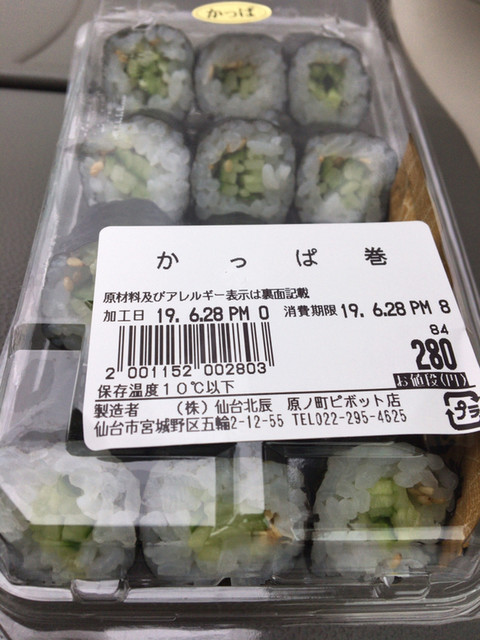 かっぱ
かっぱ巻
原材料及びアレルギー表示は裏面記載
加工日 19. 6.28 PM 0 消費期限 19. 6.28 PM 8
84
280
2 001152 002803
お値段(円)
保存温度10℃以下
プラ
製造者 (株)仙台北辰 原ノ町ピボット店
仙台市宮城野区五輪2-12-55 TEL022-295-4625